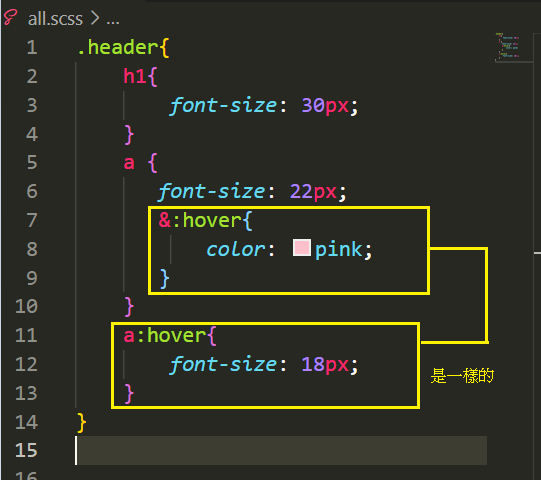 all.scss > ...
1 .header{
2 h1{
3 font-size: 30px;
4 }
5 a {
6 font-size: 22px;
7 &:hover{
8 color: pink;
9 }
10 }
11 a:hover{
12 font-size: 18px;
13 }
是一樣的
14 }
15
16